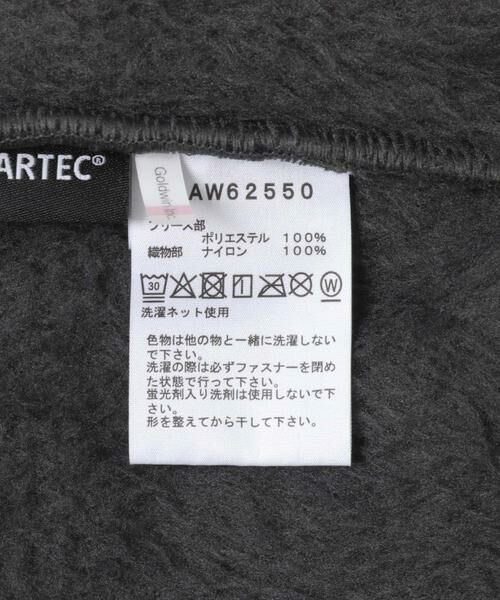 ARTEC®
Goldwin Inc.
AW62550
フリース部
ポリエステル 100%
織物部 ナイロン 100%
30
W
洗濯ネット使用
色物は他の物と一緒に洗濯しない
で下さい。
洗濯の際は必ずファスナーを閉め
た状態で行って下さい。
蛍光剤入り洗剤は使用しないで下
さい。
形を整えてから干して下さい。